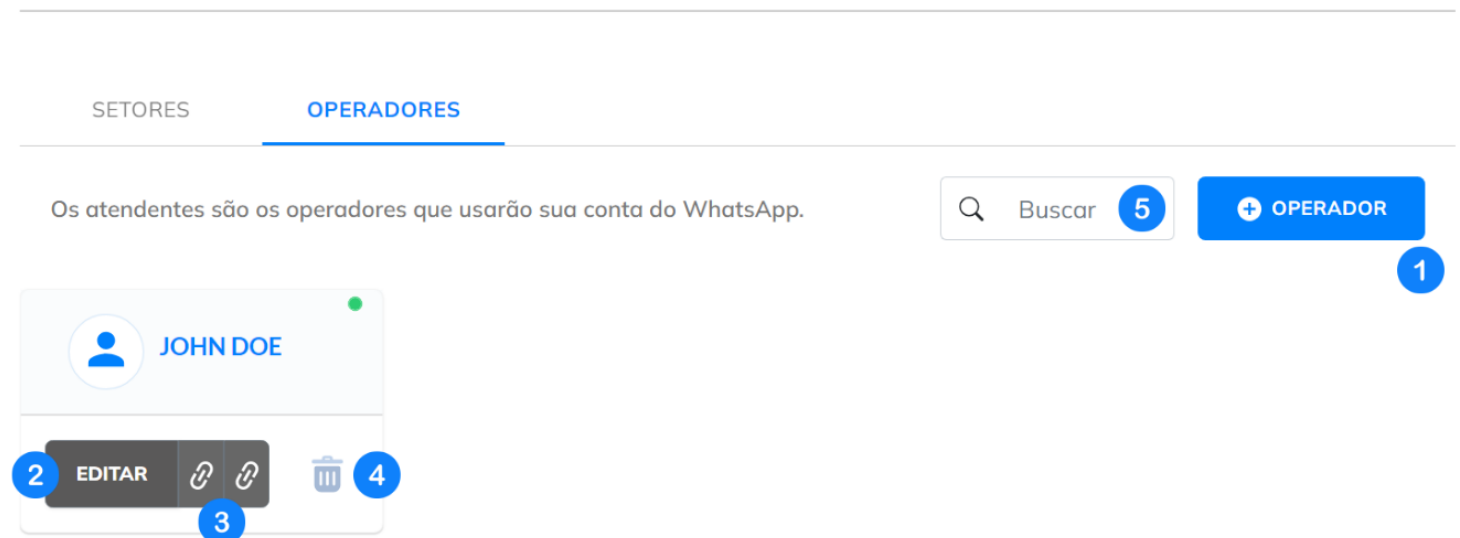 SETORES OPERADORES
Os atendentes são os operadores que usarão sua conta do WhatsApp. Buscar 5 OPERADOR
1
JOHN DOE
2 EDITAR 4
3